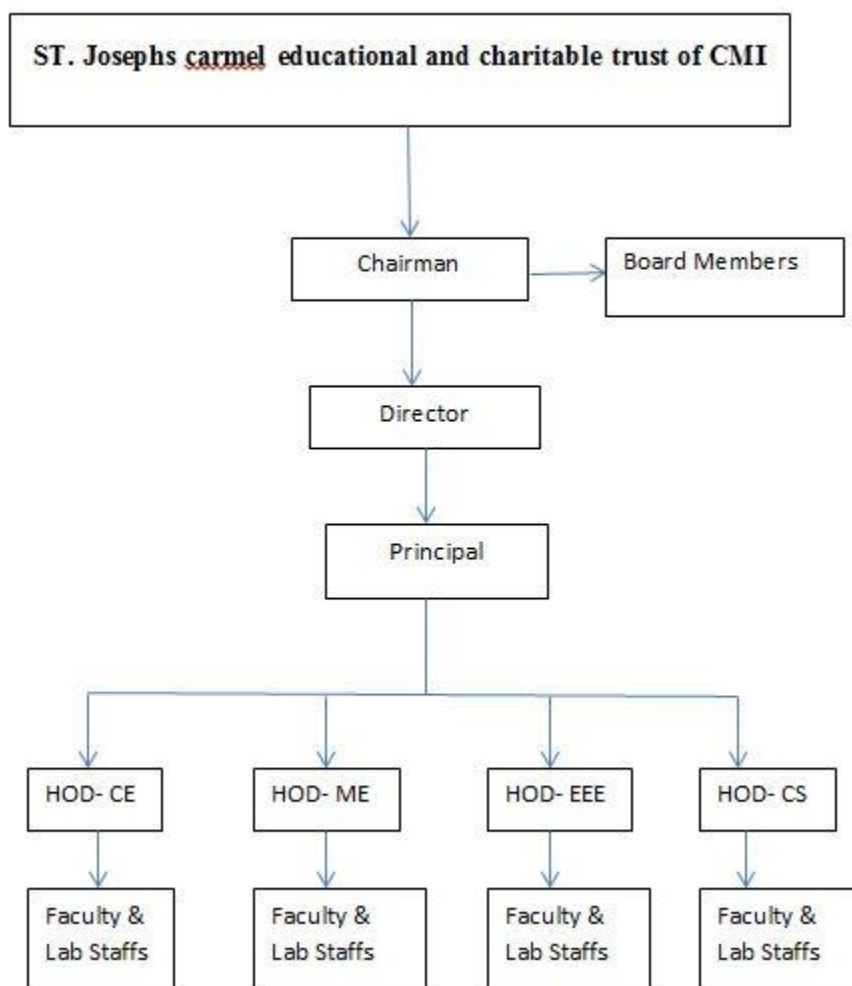 ST. Josephs carmel educational and charitable trust of CMI
Chairman
Board Members
Director
Principal
HOD- CE
HOD- ME
HOD- EEE
HOD- CS
Faculty &
Lab Staffs
Faculty &
Lab Staffs
Faculty &
Lab Staffs
Faculty &
Lab Staffs